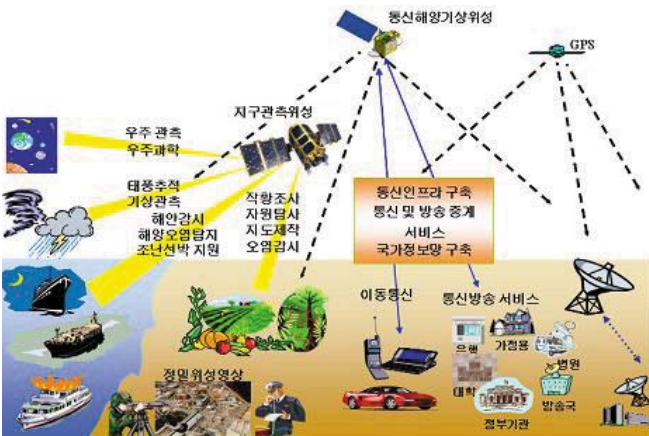 통신해양기상위성
GPS
지구관측위성
우주 관측
우주과학
태풍추적
기상관측
해안감시
해양오염탐지
조난선박 지원
작황조사
자원탐사
지도제작
오염감시
통신인프라 구축
통신 및 방송 중계
서비스
국가정보망 구축
이동통신
통신방송 서비스
은행
가정용
병원
대학
방송국
정부기관
정밀위성영상